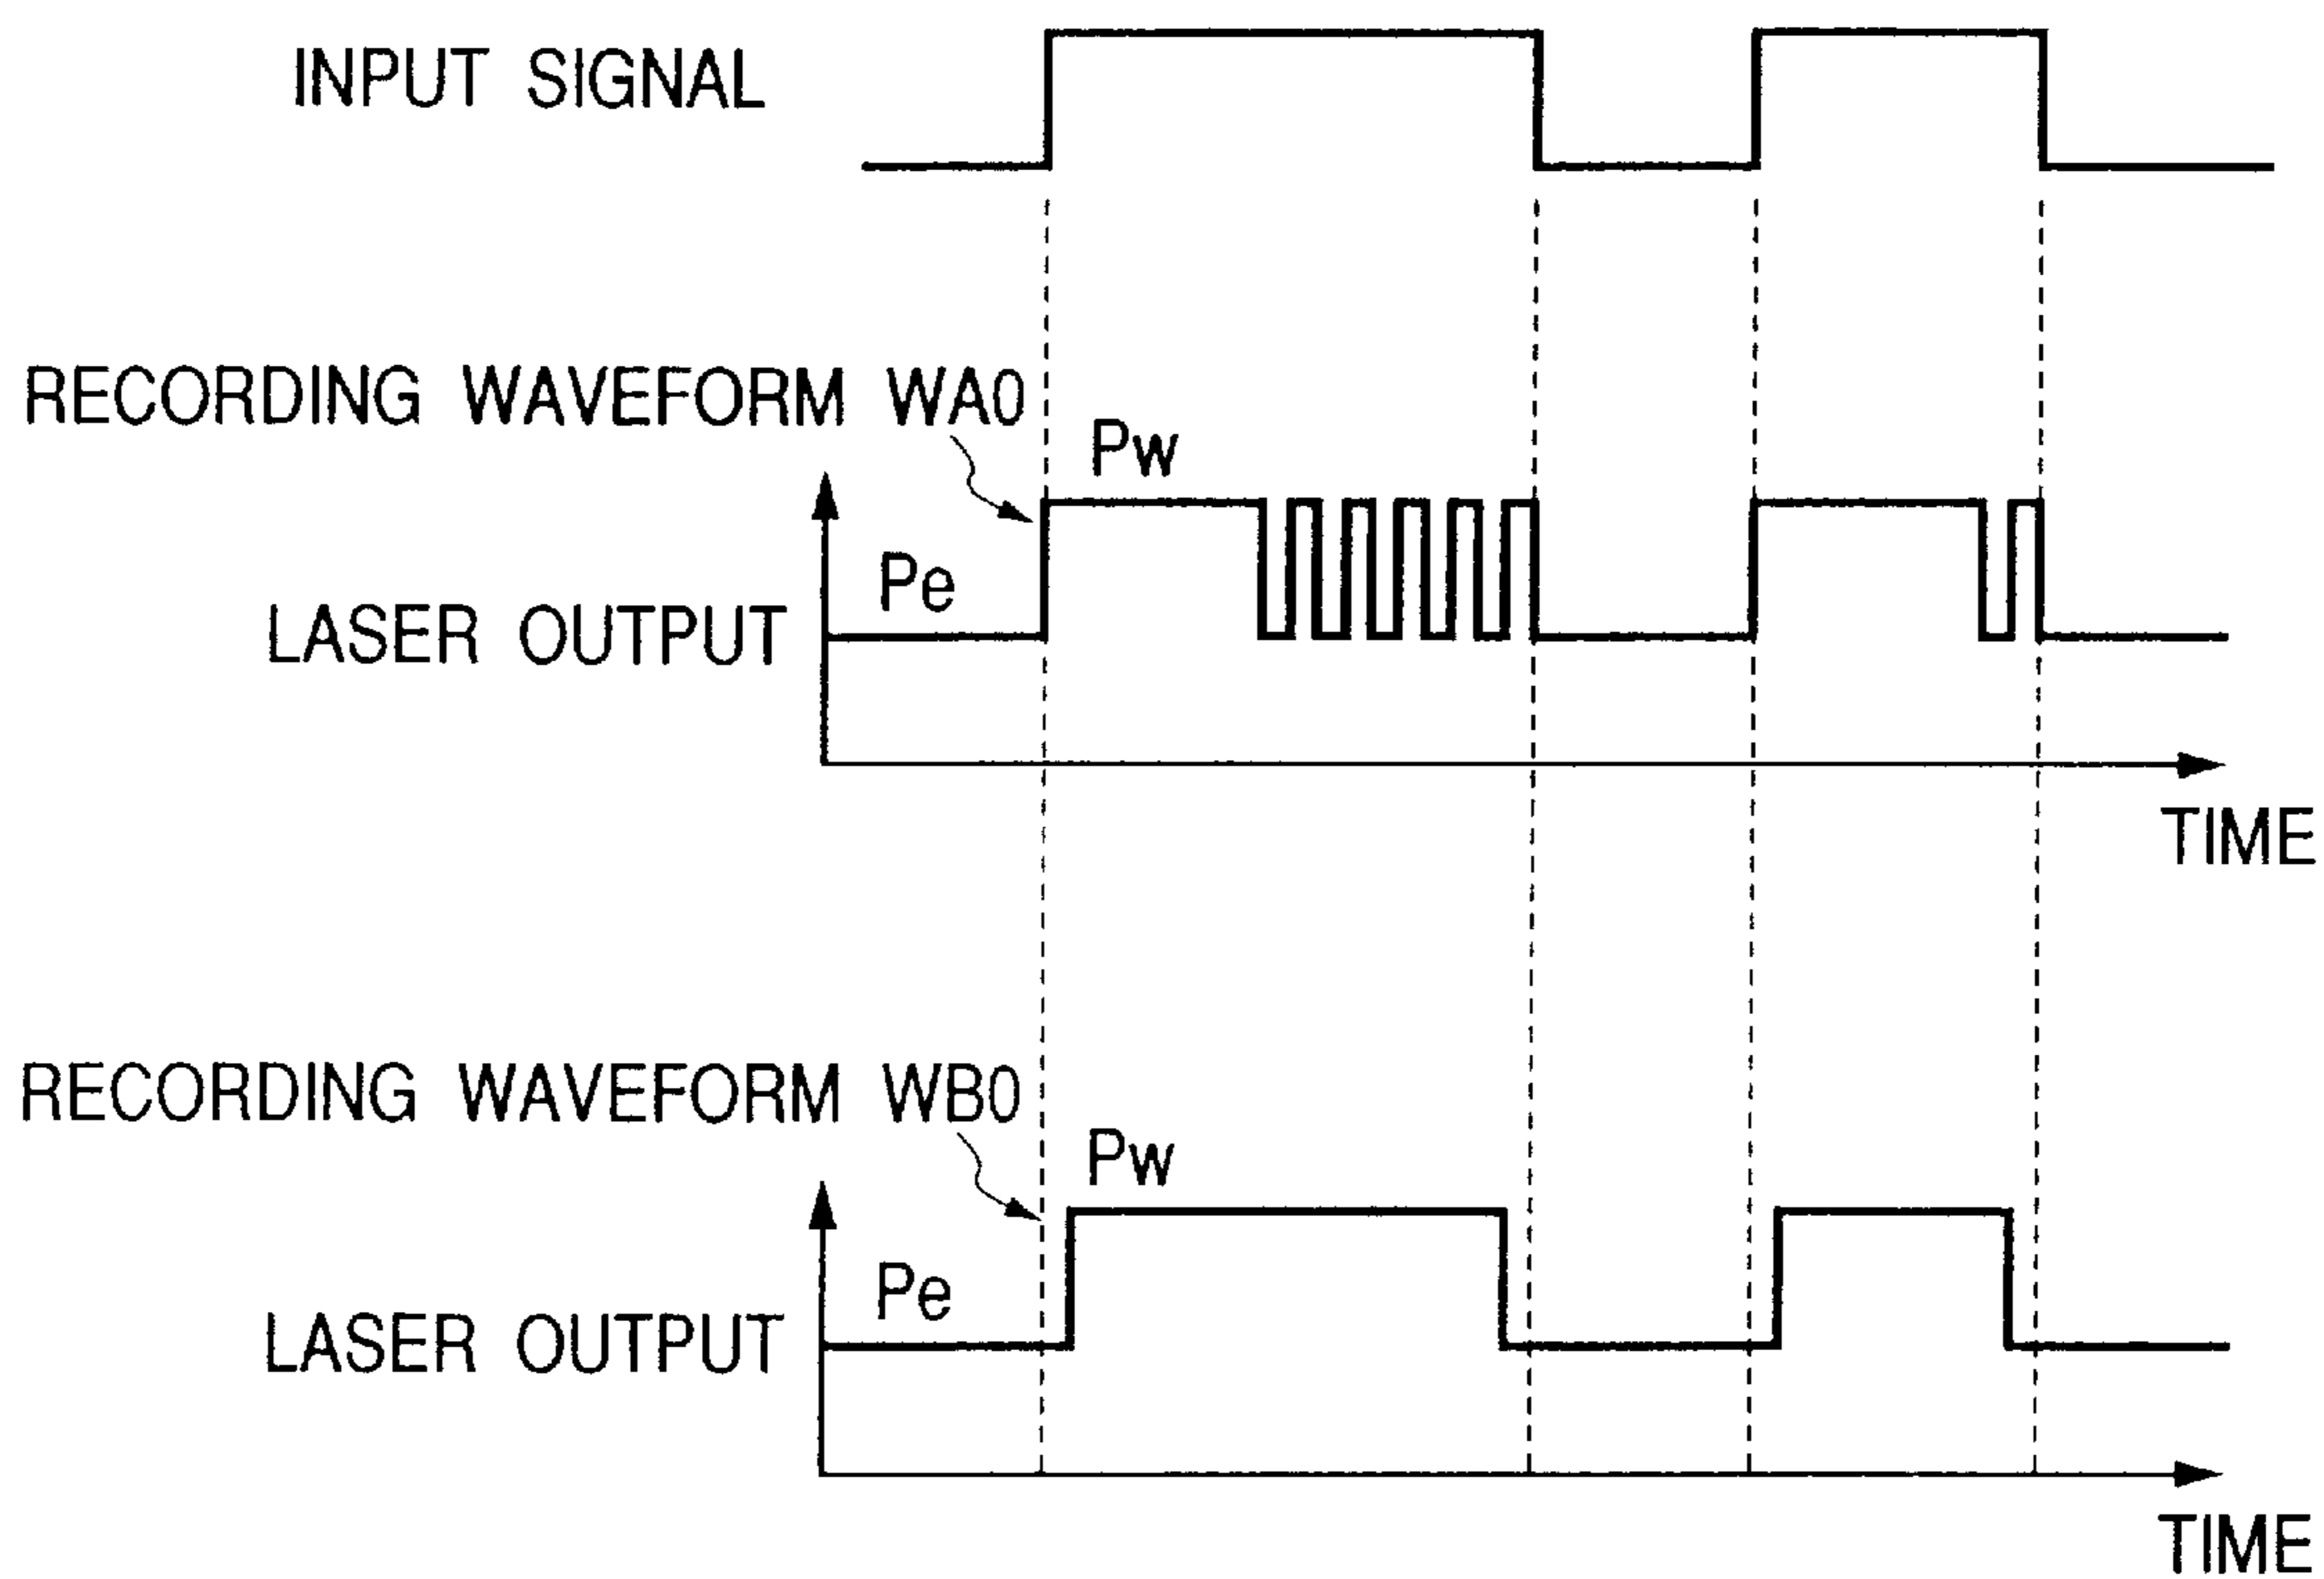 INPUT SIGNAL
RECORDING WAVEFORM WA0
Pw
Pe
LASER OUTPUT
TIME
RECORDING WAVEFORM WB0
Pw
Pe
LASER OUTPUT
TIME